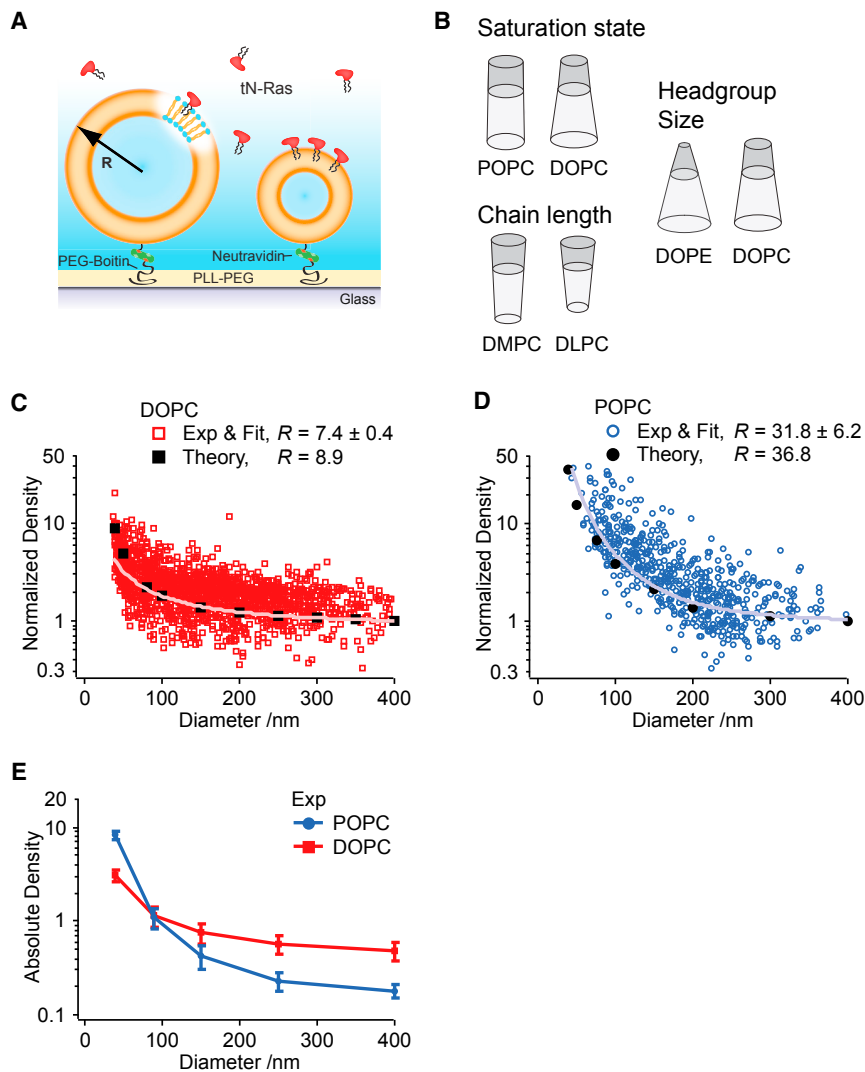 A
tN-Ras
R
PEG-Boitin
Neutravidin
PLL-PEG
Glass
B
Saturation state
POPC
DOPC
Headgroup
Size
DOPE
DOPC
Chain length
DMPC
DLPC
C
DOPC
Exp & Fit, R = 7.4 ± 0.4
Theory, R = 8.9
Normalized Density
50
10
1
0.3
0
100
200
300
400
Diameter /nm
D
POPC
Exp & Fit, R = 31.8 ± 6.2
Theory, R = 36.8
Normalized Density
50
10
1
0.3
0
100
200
300
400
Diameter /nm
E
Exp
POPC
DOPC
Absolute Density
20
10
1
0.1
0
100
200
300
400
Diameter /nm